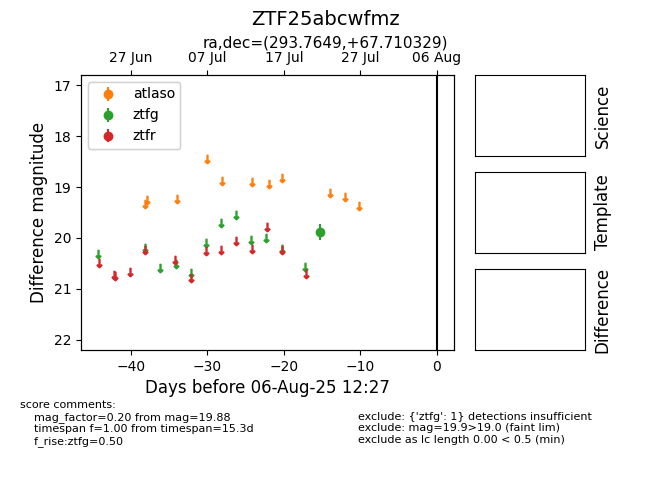 ZTF25abcwfmz
ra,dec=(293.7649,+67.710329)
27 Jun 07 Jul 17 Jul 27 Jul 06 Aug
atlaso
ztfg
ztfr
17
18
19
20
21
22
Difference magnitude
−40 −30 −20 −10 0
Days before 06-Aug-25 12:27
Science
Template
Difference
score comments:
mag_factor=0.20 from mag=19.88
timespan f=1.00 from timespan=15.3d
f_rise:ztfg=0.50
exclude: {'ztfg': 1} detections insufficient
exclude: mag=19.9>19.0 (faint lim)
exclude as lc length 0.00 < 0.5 (min)